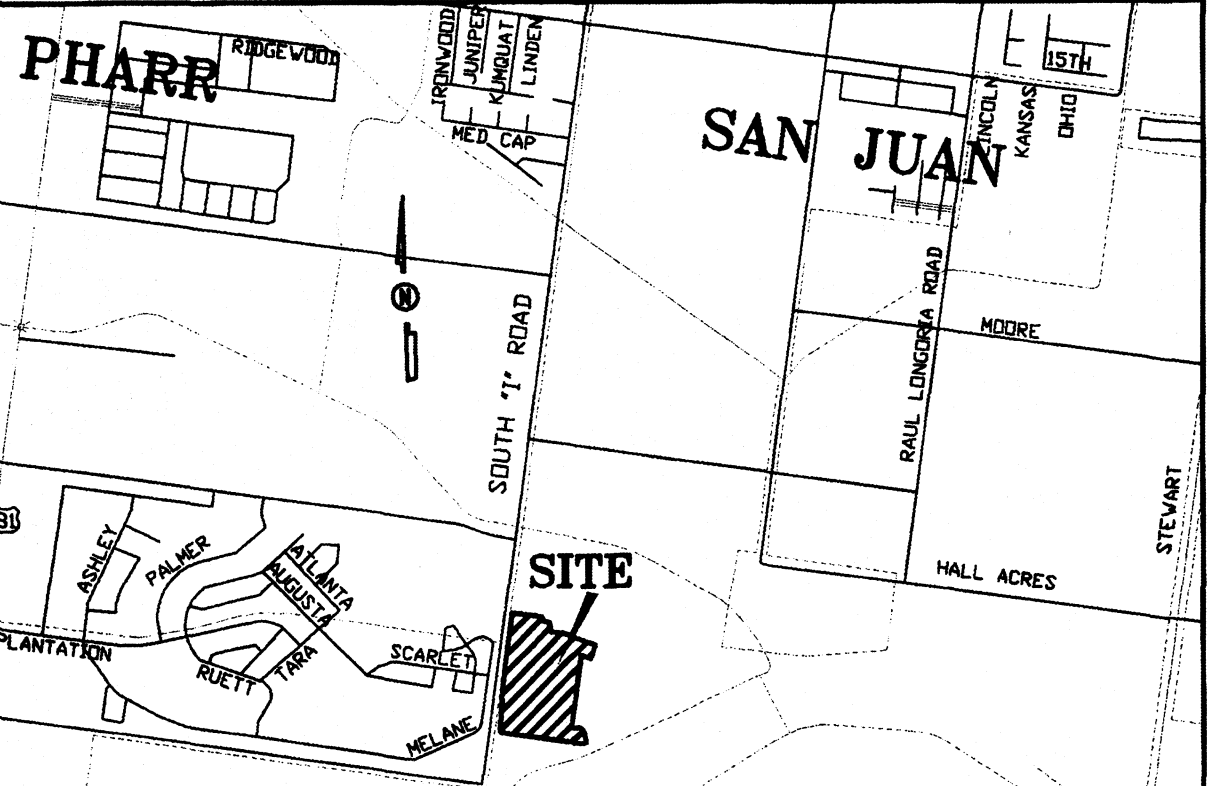 PHARR
RIDGEWOOD
IRONWOOD
JUNIPER
KUMQUAT
LINDEN
MED CAP
15TH
SAN JUAN
LINCOLN
KANSAS
OHIO
N
SOUTH "I" ROAD
RAUL LONGORIA ROAD
MOORE
STEWART
HALL ACRES
ASHLEY
PALMER
ATLANTA
AUGUSTA
SITE
PLANTATION
RUETT
TARA
SCARLET
MELANE